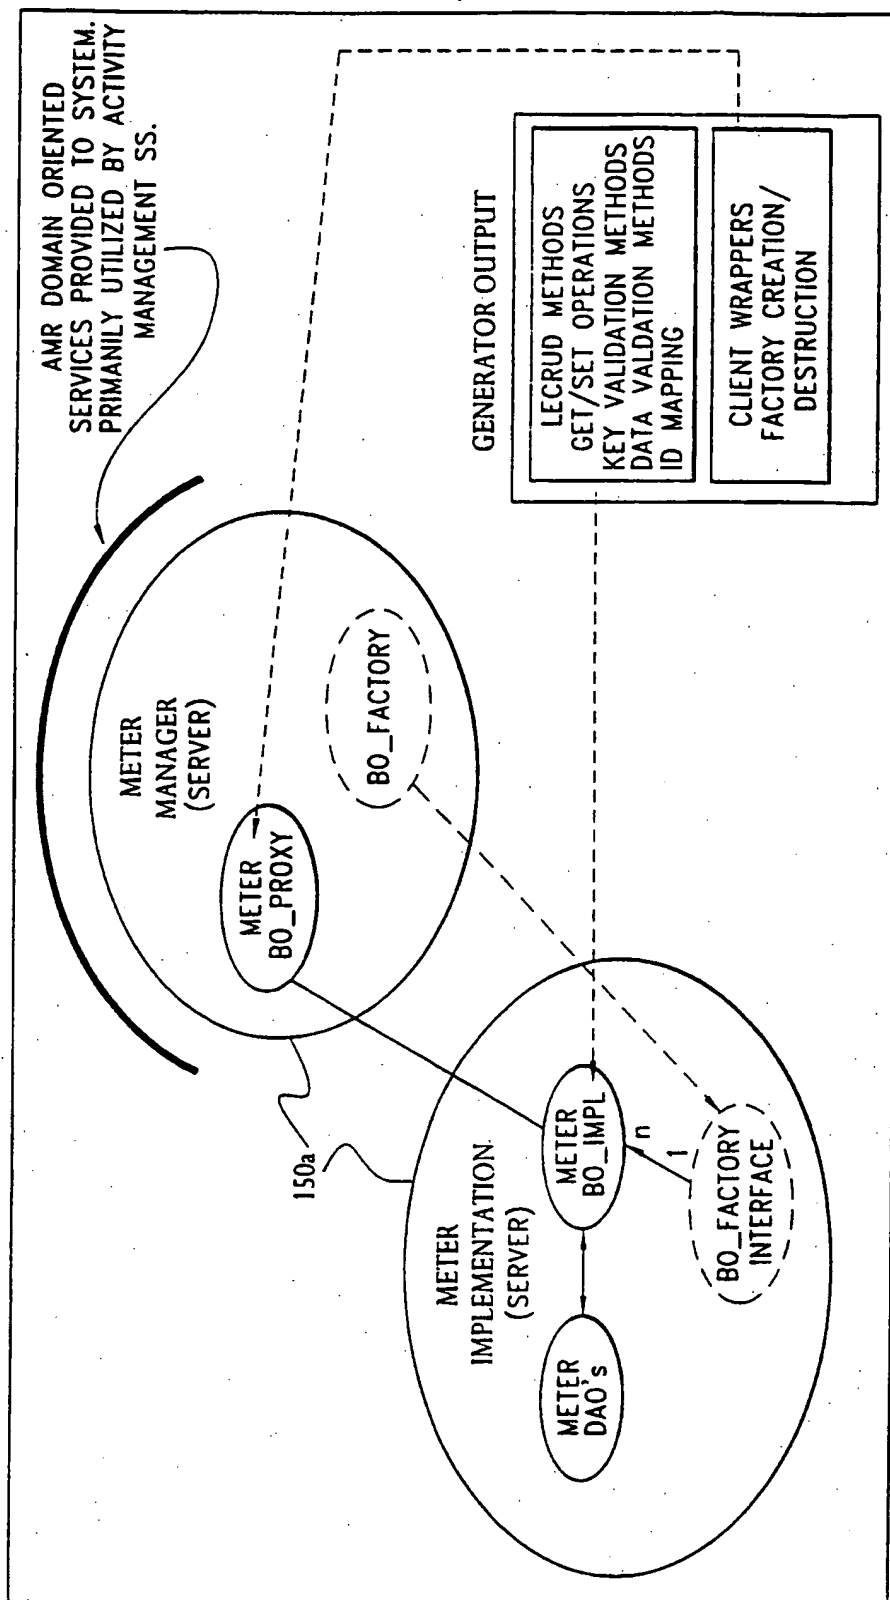 AMR DOMAIN ORIENTED
SERVICES PROVIDED TO SYSTEM.
PRIMANILY UTILIZED BY ACTIVITY
MANAGEMENT SS.
METER
MANAGER
(SERVER)
METER
BO_PROXY
BO_FACTORY
150a
METER
IMPLEMENTATION
(SERVER)
METER
DAO's
METER
BO_IMPL
n
1
BO_FACTORY
INTERFACE
GENERATOR OUTPUT
LECRUD METHODS
GET/SET OPERATIONS
KEY VALIDATION METHODS
DATA VALDATION METHODS
ID MAPPING
CLIENT WRAPPERS
FACTORY CREATION/
DESTRUCTION